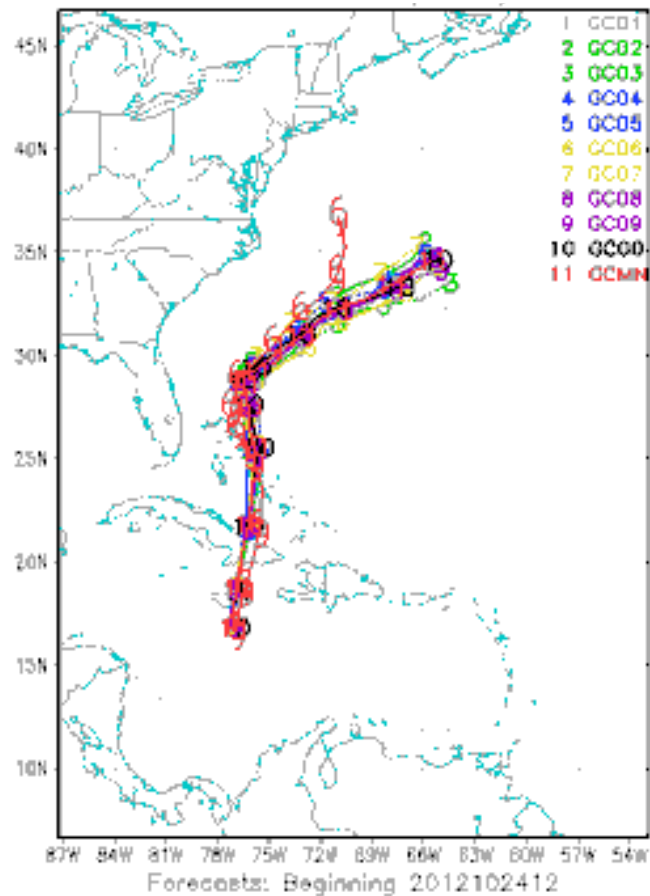 45N
40N
35N
30N
25N
20N
15N
10N
1 GC01
2 GC02
3 GC03
4 GC04
5 GC05
6 GC06
7 GC07
8 GC08
9 GC09
10 GCG0
11 GCMN
87W 84W 81W 78W 75W 72W 69W 66W 63W 60W 57W 54W
Forecasts: Beginning 2012102412